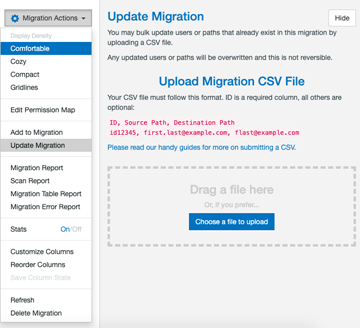 Migration Actions
Display Density
Comfortable
Cozy
Compact
Gridlines
Edit Permission Map
Add to Migration
Update Migration
Migration Report
Scan Report
Migration Table Report
Migration Error Report
Stats On/Off
Customize Columns
Reorder Columns
Save Column State
Refresh
Delete Migration
Update Migration
Hide
You may bulk update users or paths that already exist in this migration by
uploading a CSV file.
Any updated users or paths will be overwritten and this is not reversible.
Upload Migration CSV File
Your CSV file must follow this format. ID is a required column, all others are
optional:
ID, Source Path, Destination Path
id12345, first.last@example.com, flast@example.com
Please read our handy guides for more on submitting a CSV.
Drag a file here
Or, if you prefer...
Choose a file to upload